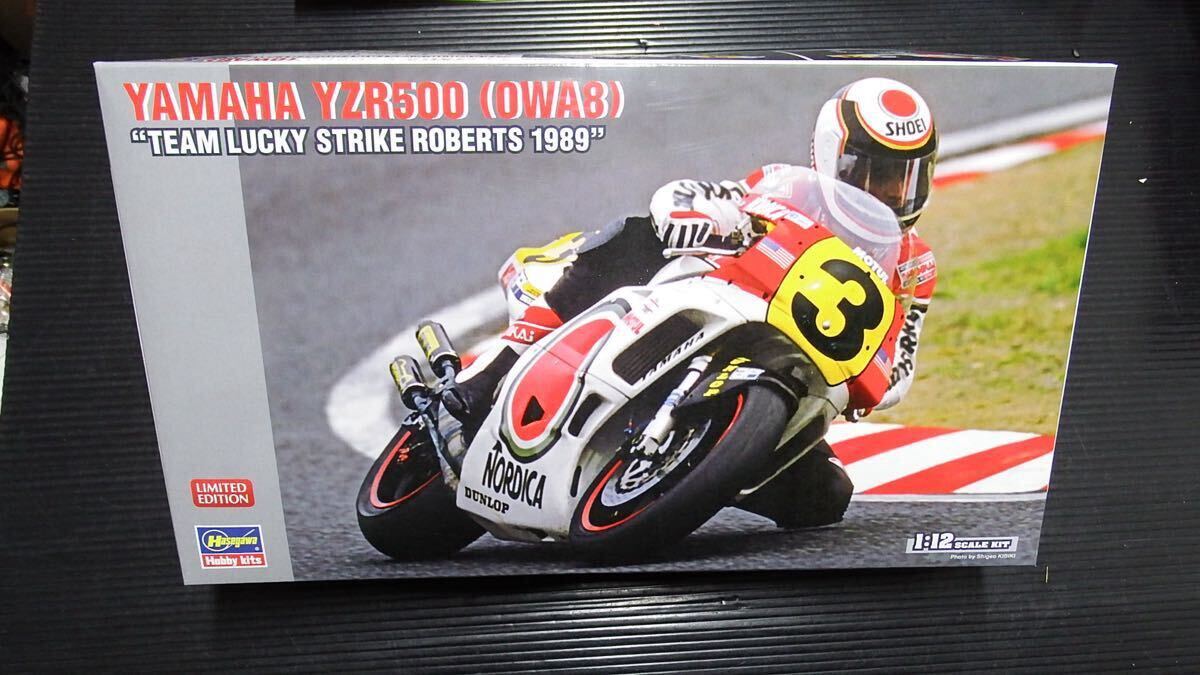 YAMAHA YZR500 (OWA8)
"TEAM LUCKY STRIKE ROBERTS 1989"
SHOEI
MOTUL
3
YAMAHA
NORDICA
DUNLOP
LIMITED
EDITION
Hasegawa
Hobby kits
1:12 SCALE KIT
Photo by Shigeo KIBIKI